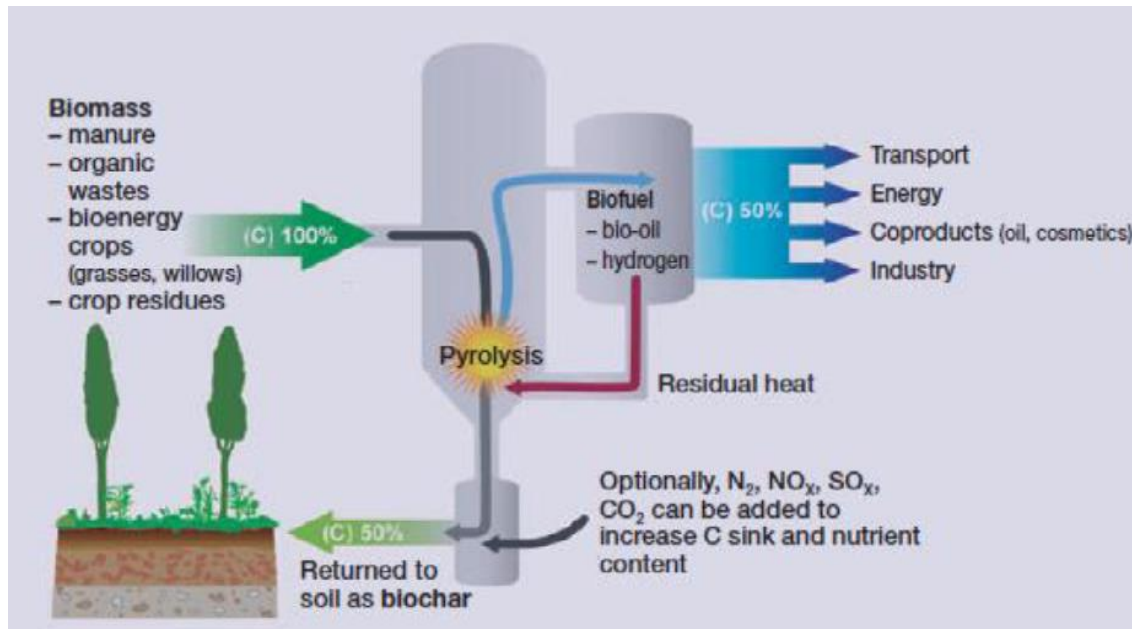 Biomass
– manure
– organic
wastes
– bioenergy
crops
(grasses, willows)
– crop residues
(C) 100%
Pyrolysis
Biofuel
– bio-oil
– hydrogen
(C) 50%
Transport
Energy
Coproducts (oil, cosmetics)
Industry
Residual heat
Optionally, N₂, NOₓ, SOₓ,
CO₂ can be added to
increase C sink and nutrient
content
(C) 50%
Returned to
soil as biochar